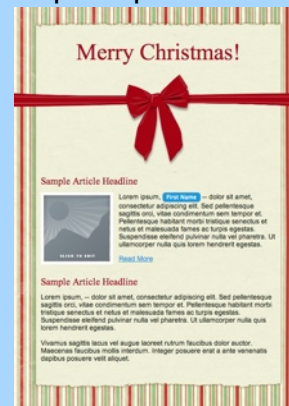 Merry Christmas!
Sample Article Headline
Lorem ipsum, First Name -- dolor sit amet,
consectetur adipiscing elit. Sed pellentesque
sagittis orci, vitae condimentum sem tempor et.
Pellentesque habitant morbi tristique senectus et
netus et malesuada fames ac turpis egestas.
Suspendisse eleifend pulvinar nulla vel pharetra. Ut
ullamcorper nulla quis lorem hendrerit egestas.
CLICK TO EDIT
Read More
Sample Article Headline
Lorem ipsum, -- dolor sit amet, consectetur adipiscing elit. Sed pellentesque
sagittis orci, vitae condimentum sem tempor et. Pellentesque habitant morbi
tristique senectus et netus et malesuada fames ac turpis egestas.
Suspendisse eleifend pulvinar nulla vel pharetra. Ut ullamcorper nulla quis
lorem hendrerit egestas.
Vivamus sagittis lacus vel augue laoreet rutrum faucibus dolor auctor.
Maecenas faucibus mollis interdum. Integer posuere erat a ante venenatis
dapibus posuere velit aliquet.